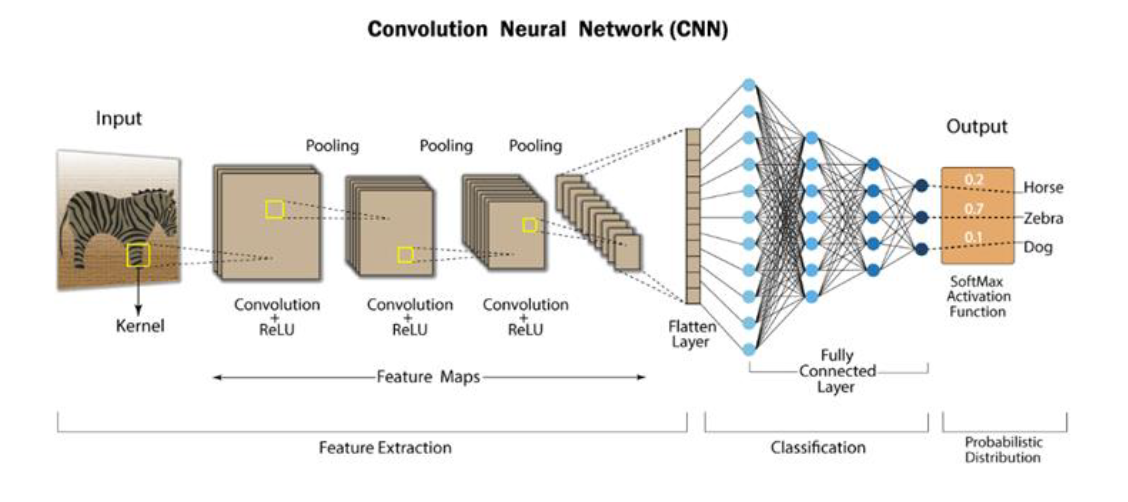 Convolution Neural Network (CNN)
Input
Pooling
Pooling
Pooling
Output
0.2
Horse
0.7
Zebra
0.1
Dog
SoftMax
Activation
Function
Kernel
Convolution
+
ReLU
Convolution
+
ReLU
Convolution
+
ReLU
Flatten
Layer
Fully
Connected
Layer
Feature Maps
Feature Extraction
Classification
Probabilistic
Distribution